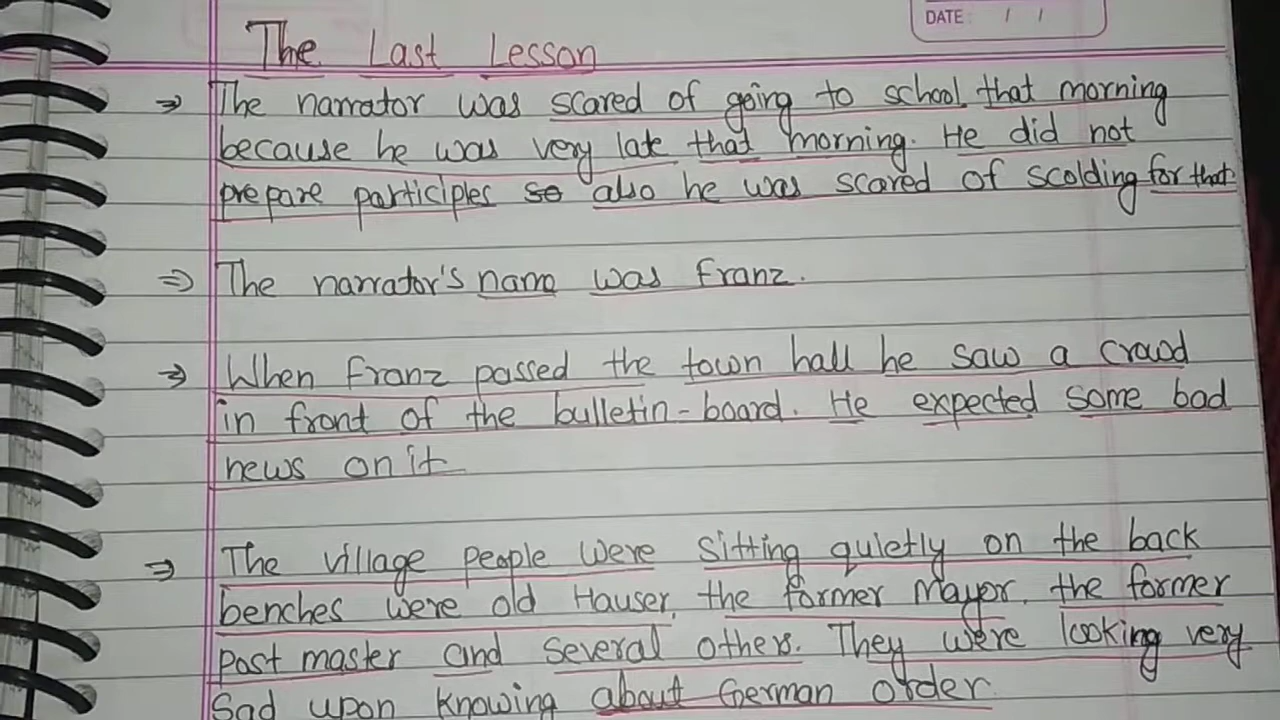 DATE: / /
The Last Lesson
⇒ The narrator was scared of going to school that morning
because he was very late that morning. He did not
prepare participles so also he was scared of scolding for that.
⇒ The narrator's name was Franz.
⇒ When Franz passed the town hall he saw a crowd
in front of the bulletin-board. He expected some bad
news on it
⇒ The village people were sitting quietly on the back
benches were old Hauser, the former Mayor, the former
Post master and several others. They were looking very
Sad upon knowing about German order.